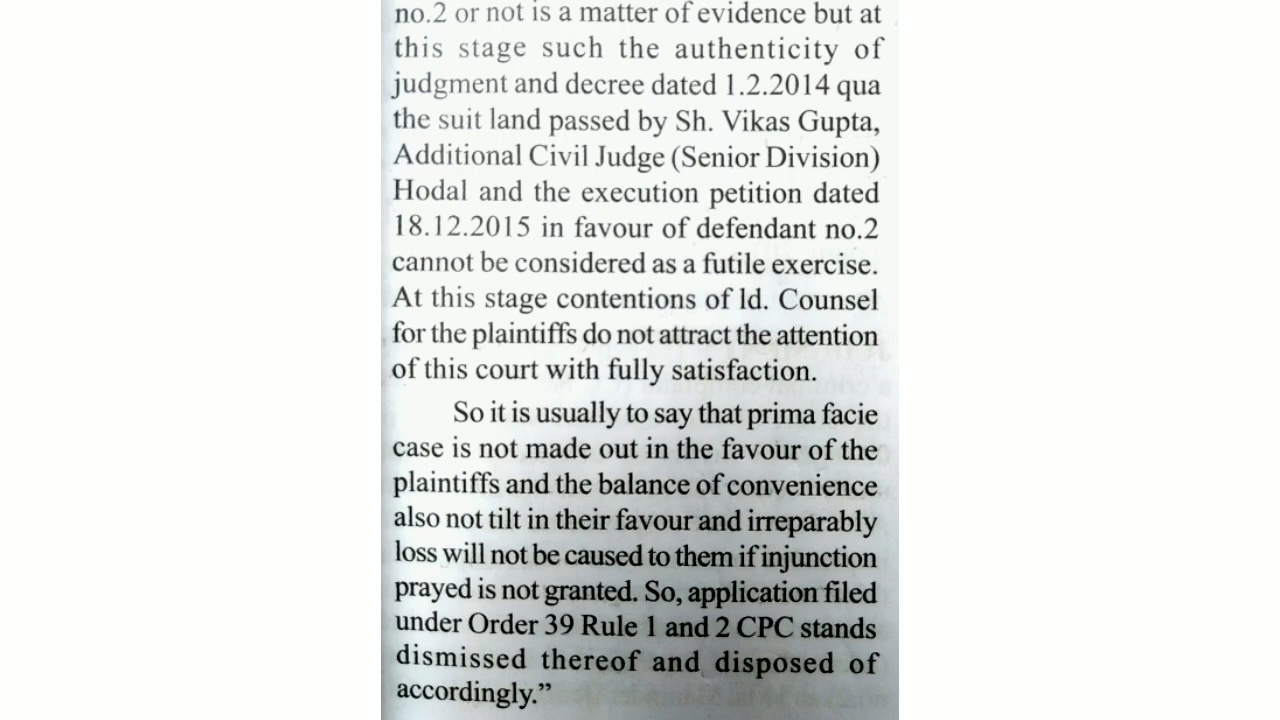 no.2 or not is a matter of evidence but at
this stage such the authenticity of
judgment and decree dated 1.2.2014 qua
the suit land passed by Sh. Vikas Gupta,
Additional Civil Judge (Senior Division)
Hodal and the execution petition dated
18.12.2015 in favour of defendant no.2
cannot be considered as a futile exercise.
At this stage contentions of ld. Counsel
for the plaintiffs do not attract the attention
of this court with fully satisfaction.
So it is usually to say that prima facie
case is not made out in the favour of the
plaintiffs and the balance of convenience
also not tilt in their favour and irreparably
loss will not be caused to them if injunction
prayed is not granted. So, application filed
under Order 39 Rule 1 and 2 CPC stands
dismissed thereof and disposed of
accordingly.”